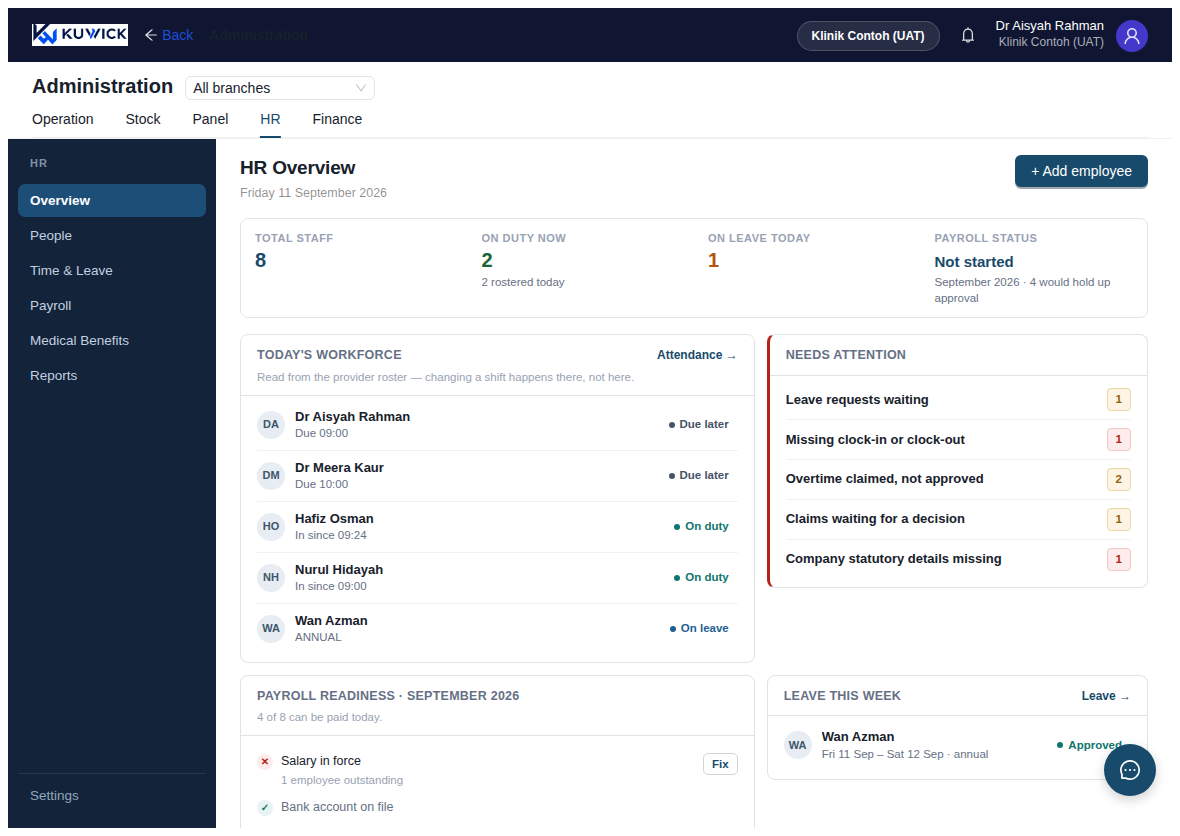 KUWICK
Back
Administration
Klinik Contoh (UAT)
Dr Aisyah Rahman
Klinik Contoh (UAT)
Administration
All branches
Operation
Stock
Panel
HR
Finance
HR
Overview
People
Time & Leave
Payroll
Medical Benefits
Reports
Settings
HR Overview
Friday 11 September 2026
+ Add employee
TOTAL STAFF
8
ON DUTY NOW
2
2 rostered today
ON LEAVE TODAY
1
PAYROLL STATUS
Not started
September 2026 · 4 would hold up
approval
TODAY'S WORKFORCE
Attendance →
Read from the provider roster — changing a shift happens there, not here.
DA
Dr Aisyah Rahman
Due 09:00
Due later
DM
Dr Meera Kaur
Due 10:00
Due later
HO
Hafiz Osman
In since 09:24
On duty
NH
Nurul Hidayah
In since 09:00
On duty
WA
Wan Azman
ANNUAL
On leave
NEEDS ATTENTION
Leave requests waiting
1
Missing clock-in or clock-out
1
Overtime claimed, not approved
2
Claims waiting for a decision
1
Company statutory details missing
1
PAYROLL READINESS · SEPTEMBER 2026
4 of 8 can be paid today.
Salary in force
1 employee outstanding
Fix
Bank account on file
LEAVE THIS WEEK
Leave →
WA
Wan Azman
Fri 11 Sep – Sat 12 Sep · annual
Approved